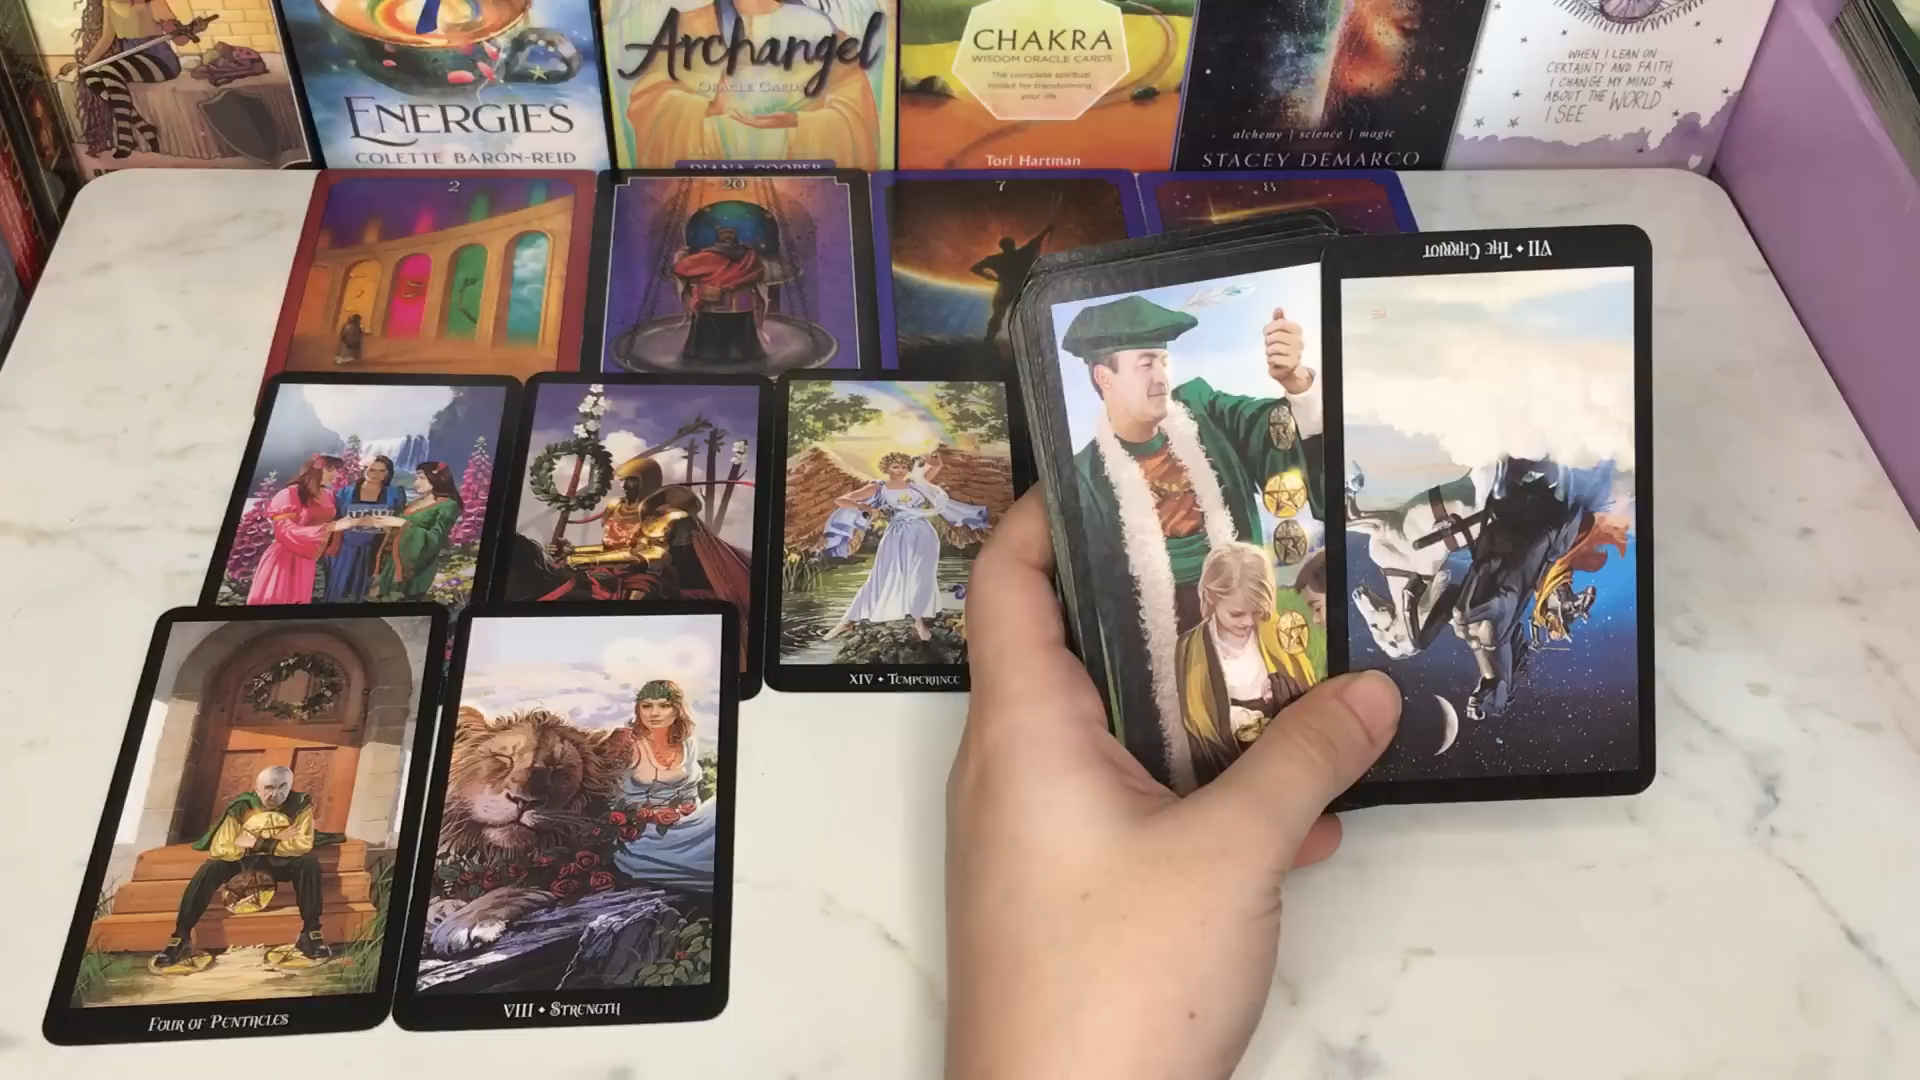 ENERGIES
COLETTE BARON-REID
Archangel
ORACLE CARDS
DIANA COOPER
CHAKRA
WISDOM ORACLE CARDS
The complete spiritual
toolkit for transforming
your life
Tori Hartman
alchemy | science | magic
STACEY DEMARCO
WHEN I LEAN ON
CERTAINTY AND FAITH
I CHANGE MY MIND
ABOUT THE WORLD
I SEE
2
20
7
8
VII • THE CHARIOT
XIV • TEMPERANCE
FOUR OF PENTACLES
VIII • STRENGTH